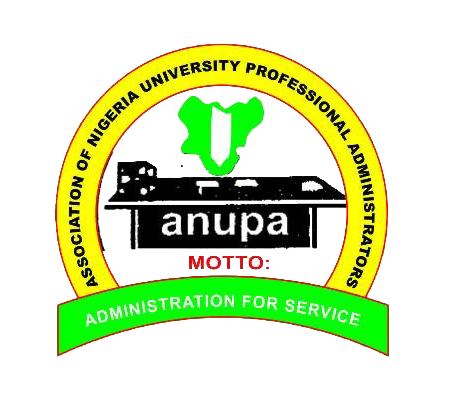 ASSOCIATION OF NIGERIA UNIVERSITY PROFESSIONAL ADMINISTRATORS
anupa
MOTTO:
ADMINISTRATION FOR SERVICE